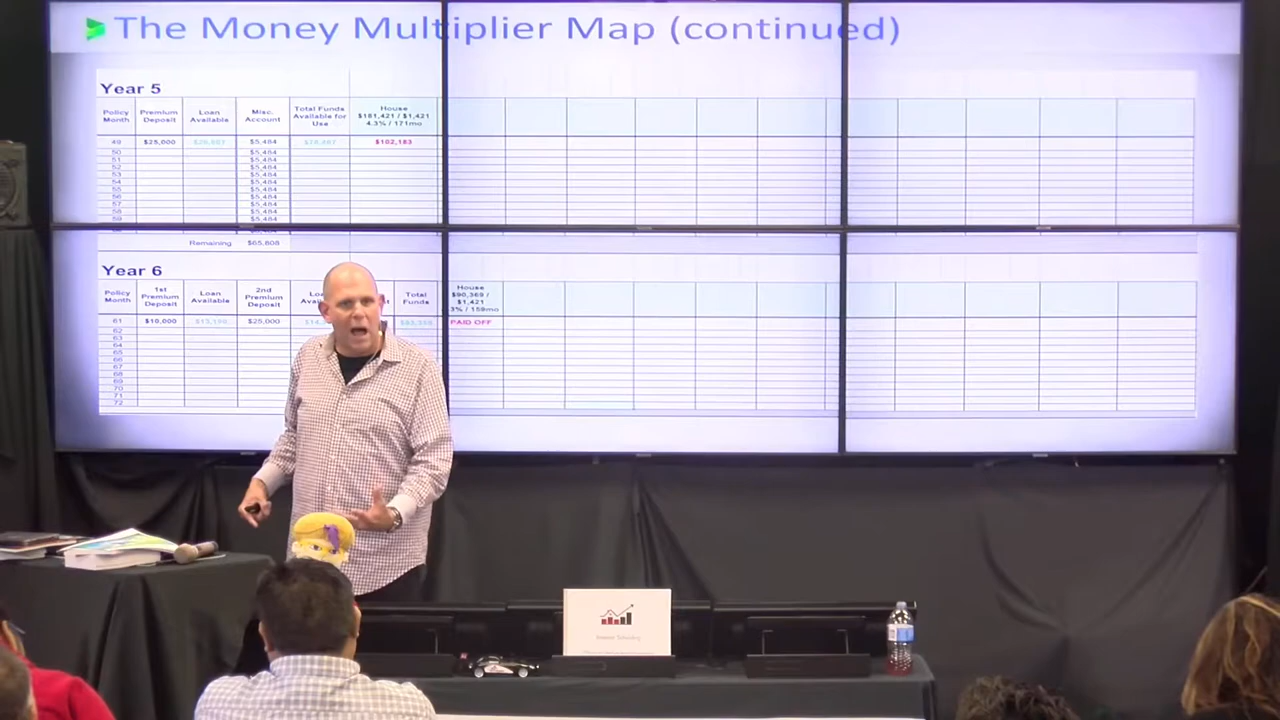 The Money Multiplier Map (continued)
Year 5
Policy Month Premium Deposit Loan Available Misc. Account Total Funds Available for Use House $181,421 / $1,421 4.3% / 171mo
49 $25,000 $5,484 $102,183
50 $5,484
51 $5,484
52 $5,484
53 $5,484
54 $5,484
55 $5,484
56 $5,484
57 $5,484
58 $5,484
59 $5,484
Remaining $65,808
Year 6
Policy Month 1st Premium Deposit Loan Available 2nd Premium Deposit Total Funds House $90,369 / $1,421 3% / 159mo
61 $10,000 $25,000 PAID OFF
62
63
64
65
66
67
68
69
70
71
72